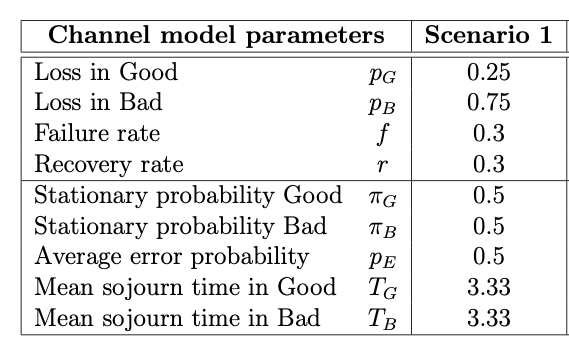 Channel model parameters Scenario 1
Loss in Good p_G 0.25
Loss in Bad p_B 0.75
Failure rate f 0.3
Recovery rate r 0.3
Stationary probability Good π_G 0.5
Stationary probability Bad π_B 0.5
Average error probability p_E 0.5
Mean sojourn time in Good T_G 3.33
Mean sojourn time in Bad T_B 3.33